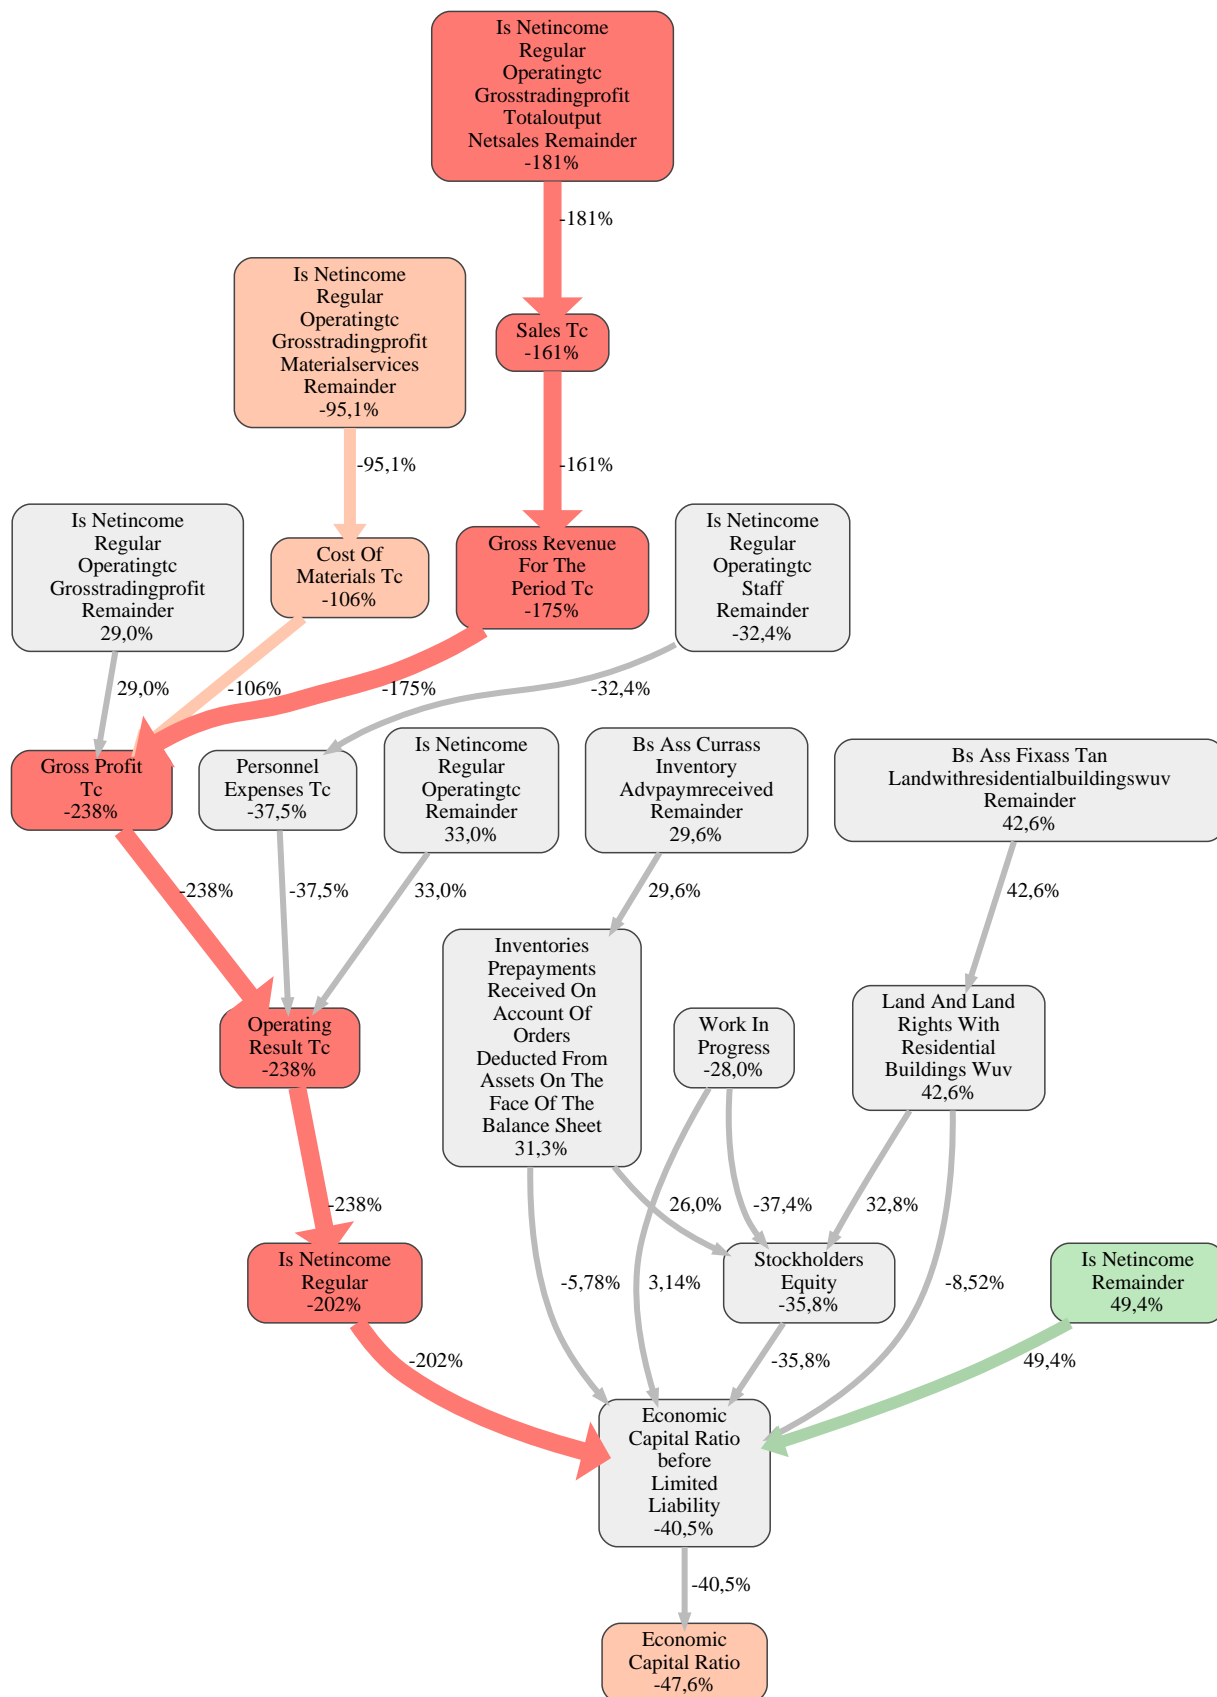 Is Netincome
Regular
Operatingtc
Grosstradingprofit
Totaloutput
Netsales Remainder
-181%
-181%
Is Netincome
Regular
Operatingtc
Grosstradingprofit
Materialservices
Remainder
-95,1%
Sales Tc
-161%
-95,1%
-161%
Is Netincome
Regular
Operatingtc
Grosstradingprofit
Remainder
29,0%
Cost Of
Materials Tc
-106%
Gross Revenue
For The
Period Tc
-175%
Is Netincome
Regular
Operatingtc
Staff
Remainder
-32,4%
29,0%
-106%
-175%
-32,4%
Gross Profit
Tc
-238%
Personnel
Expenses Tc
-37,5%
Is Netincome
Regular
Operatingtc
Remainder
33,0%
Bs Ass Currass
Inventory
Advpaymreceived
Remainder
29,6%
Bs Ass Fixass Tan
Landwithresidentialbuildingswuv
Remainder
42,6%
-238%
-37,5%
33,0%
29,6%
42,6%
Operating
Result Tc
-238%
Inventories
Prepayments
Received On
Account Of
Orders
Deducted From
Assets On The
Face Of The
Balance Sheet
31,3%
Work In
Progress
-28,0%
Land And Land
Rights With
Residential
Buildings Wuv
42,6%
-238%
26,0%
-37,4%
32,8%
Is Netincome
Regular
-202%
-5,78%
3,14%
Stockholders
Equity
-35,8%
-8,52%
Is Netincome
Remainder
49,4%
-202%
-35,8%
49,4%
Economic
Capital Ratio
before
Limited
Liability
-40,5%
-40,5%
Economic
Capital Ratio
-47,6%